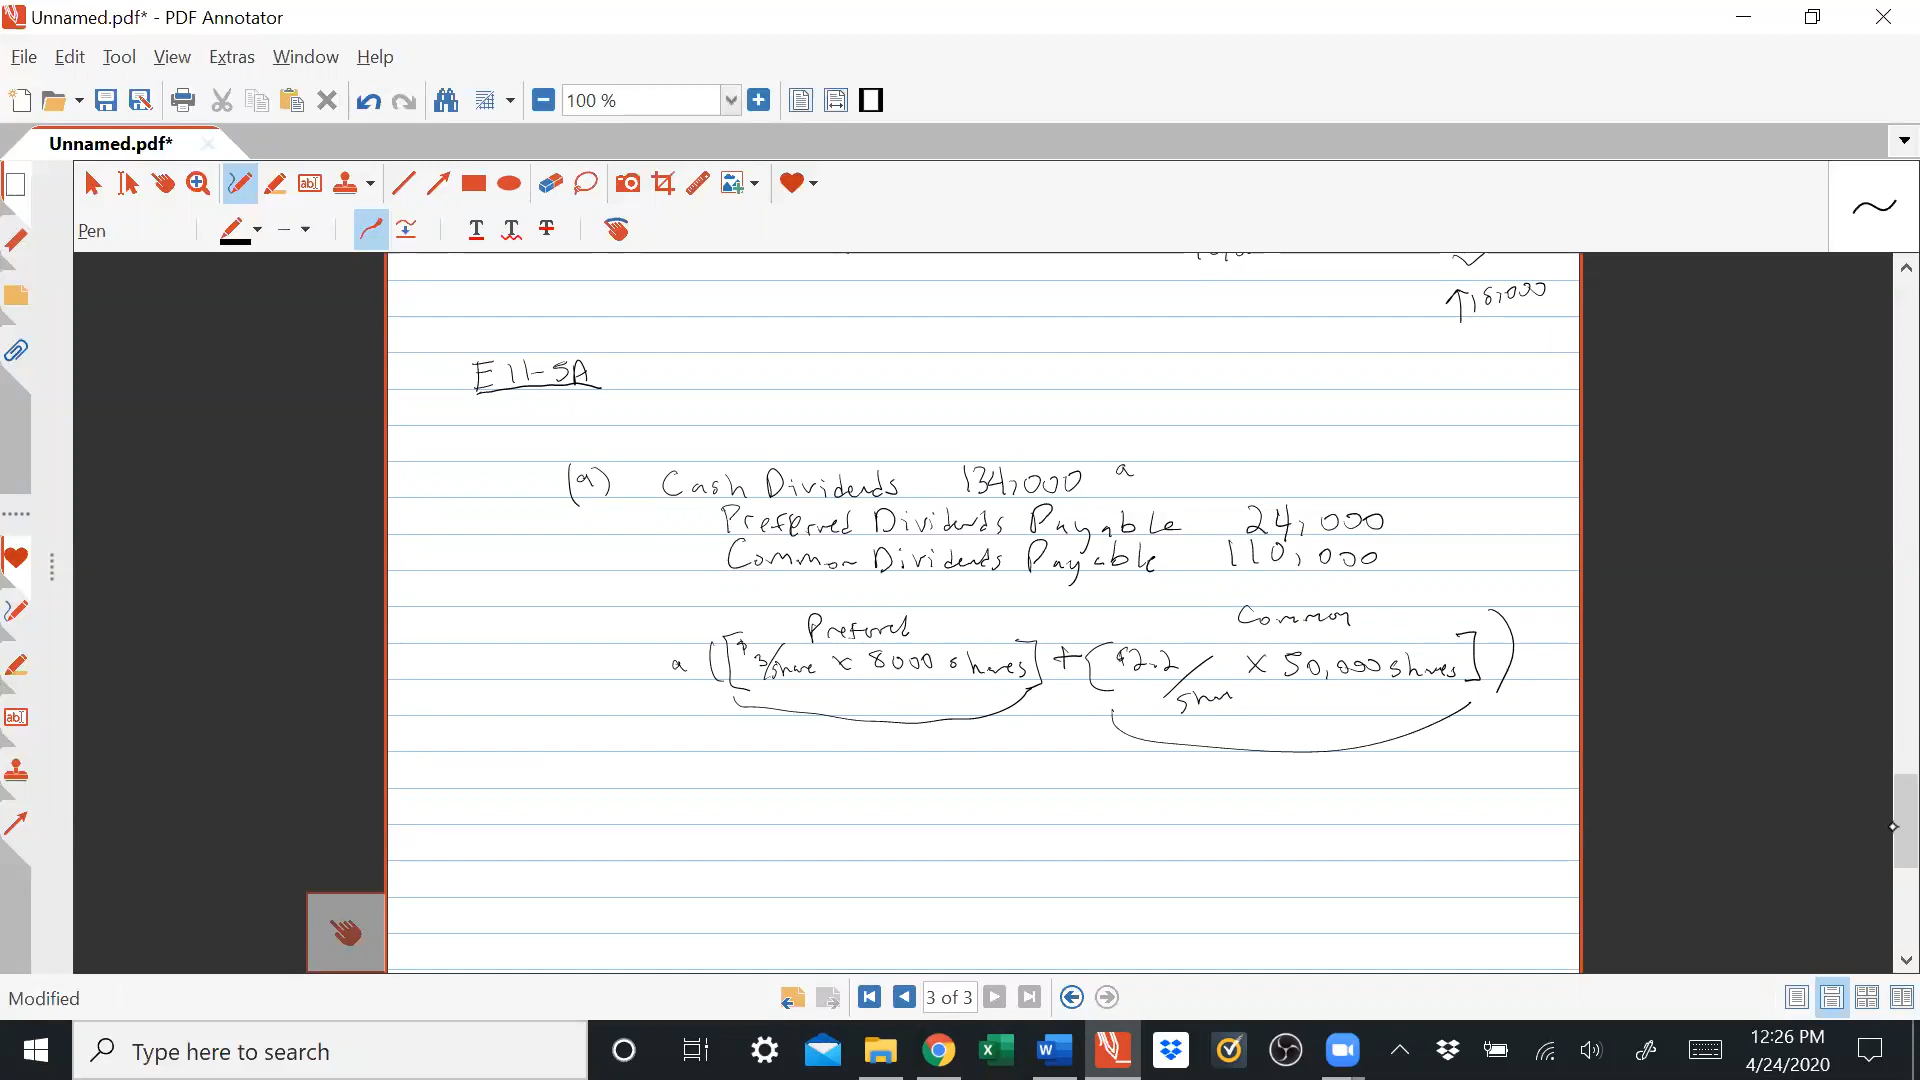 Unnamed.pdf* - PDF Annotator
File Edit Tool View Extras Window Help
100 %
Unnamed.pdf*
Pen
↑18,000
E 11-5A
(a) Cash Dividends 134,000 a
Preferred Dividends Payable 24,000
Common Dividends Payable 110,000
Preferred Common
a ([$3/share x 8000 shares] + [$2.2/share x 50,000 shares])
Modified
3 of 3
Type here to search
12:26 PM
4/24/2020